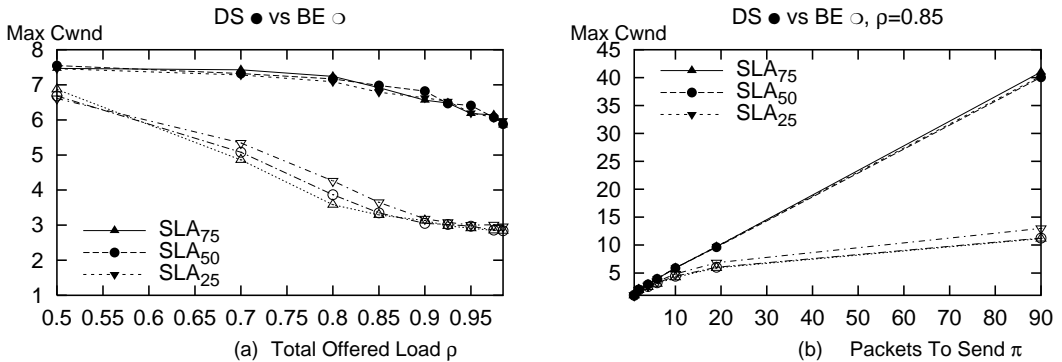 DS ● vs BE ❍
Max Cwnd
8
7
6
5
4
3
2
1
SLA75
SLA50
SLA25
0.5 0.55 0.6 0.65 0.7 0.75 0.8 0.85 0.9 0.95
(a) Total Offered Load ρ
DS ● vs BE ❍, ρ=0.85
Max Cwnd
45
40
35
30
25
20
15
10
5
SLA75
SLA50
SLA25
10 20 30 40 50 60 70 80 90
(b) Packets To Send π